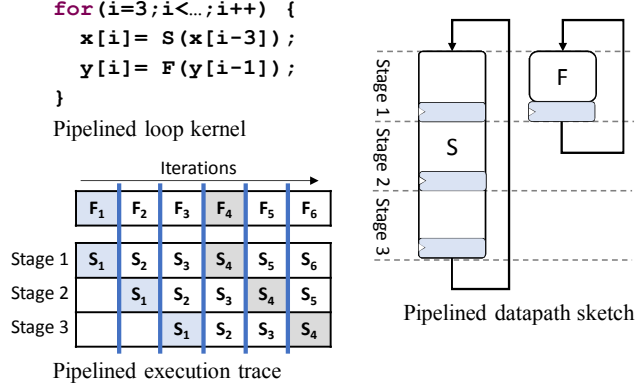 for(i=3;i<…;i++) {
x[i]= S(x[i-3]);
y[i]= F(y[i-1]);
}
Pipelined loop kernel
Iterations
F₁ F₂ F₃ F₄ F₅ F₆
Stage 1 S₁ S₂ S₃ S₄ S₅ S₆
Stage 2 S₁ S₂ S₃ S₄ S₅
Stage 3 S₁ S₂ S₃ S₄
Pipelined execution trace
Stage 1
Stage 2
Stage 3
S
F
Pipelined datapath sketch